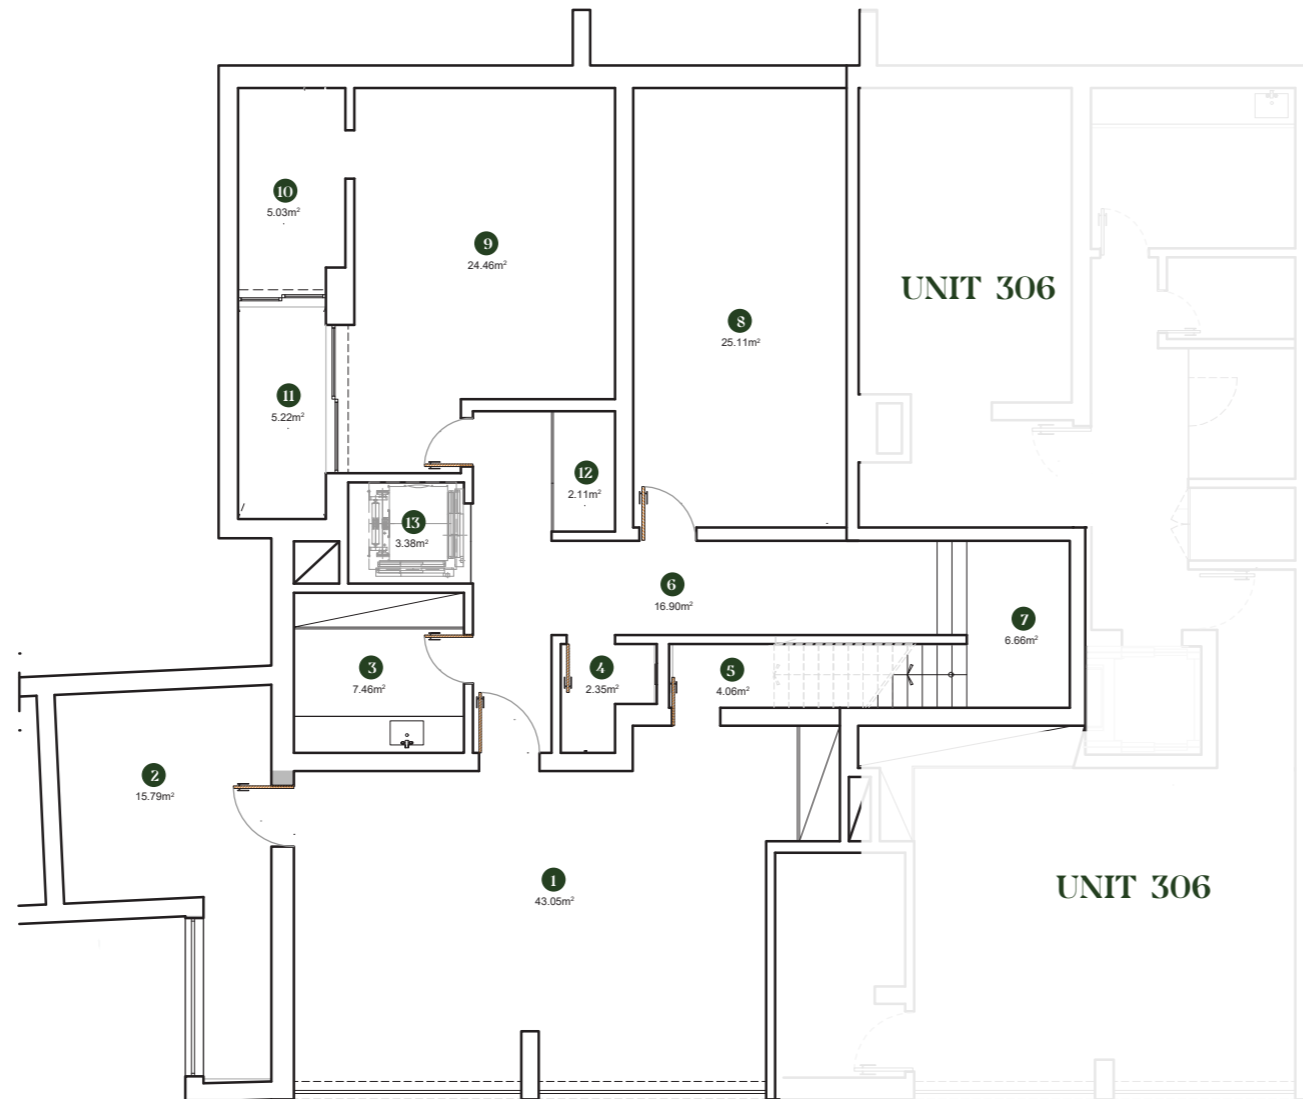 10
5.03m²
9
24.46m²
UNIT 306
8
25.11m²
11
5.22m²
12
2.11m²
13
3.38m²
6
16.90m²
7
6.66m²
3
7.46m²
4
2.35m²
5
4.06m²
2
15.79m²
1
43.05m²
UNIT 306